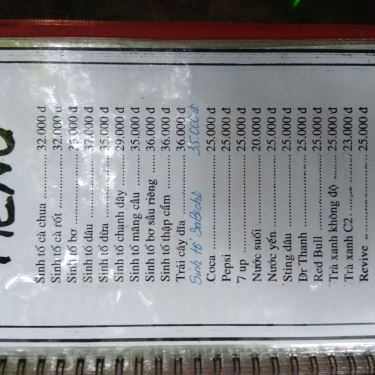 MENU
Sinh tố cà chua ............ 32.000 đ
Sinh tố cà rốt ............ 32.000 đ
Sinh tố bơ ............ 35.000 đ
Sinh tố dâu ............ 37.000 đ
Sinh tố dừa ............ 35.000 đ
Sinh tố chanh dây ............ 29.000 đ
Sinh tố mãng cầu ............ 35.000 đ
Sinh tố bơ sầu riêng ............ 36.000 đ
Sinh tố thập cẩm ............ 36.000 đ
Trái cây dĩa ............ 36.000 đ
Sinh tố Saboche 35000đ
Coca ............ 25.000 đ
Pepsi ............ 25.000 đ
7 up ............ 25.000 đ
Nước suối ............ 20.000 đ
Nước yến ............ 25.000 đ
Sting dâu ............ 25.000 đ
Dr Thanh ............ 25.000 đ
Red Bull ............ 25.000 đ
Trà xanh không độ ............ 25.000 đ
Trà xanh C2 ............ 23.000 đ
Revive ............ 25.000 đ